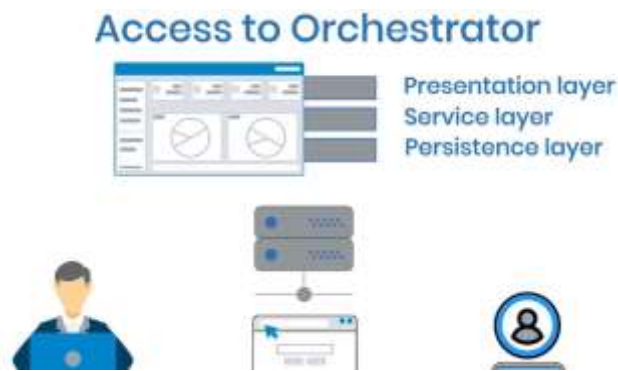 Access to Orchestrator
Presentation layer
Service layer
Persistence layer